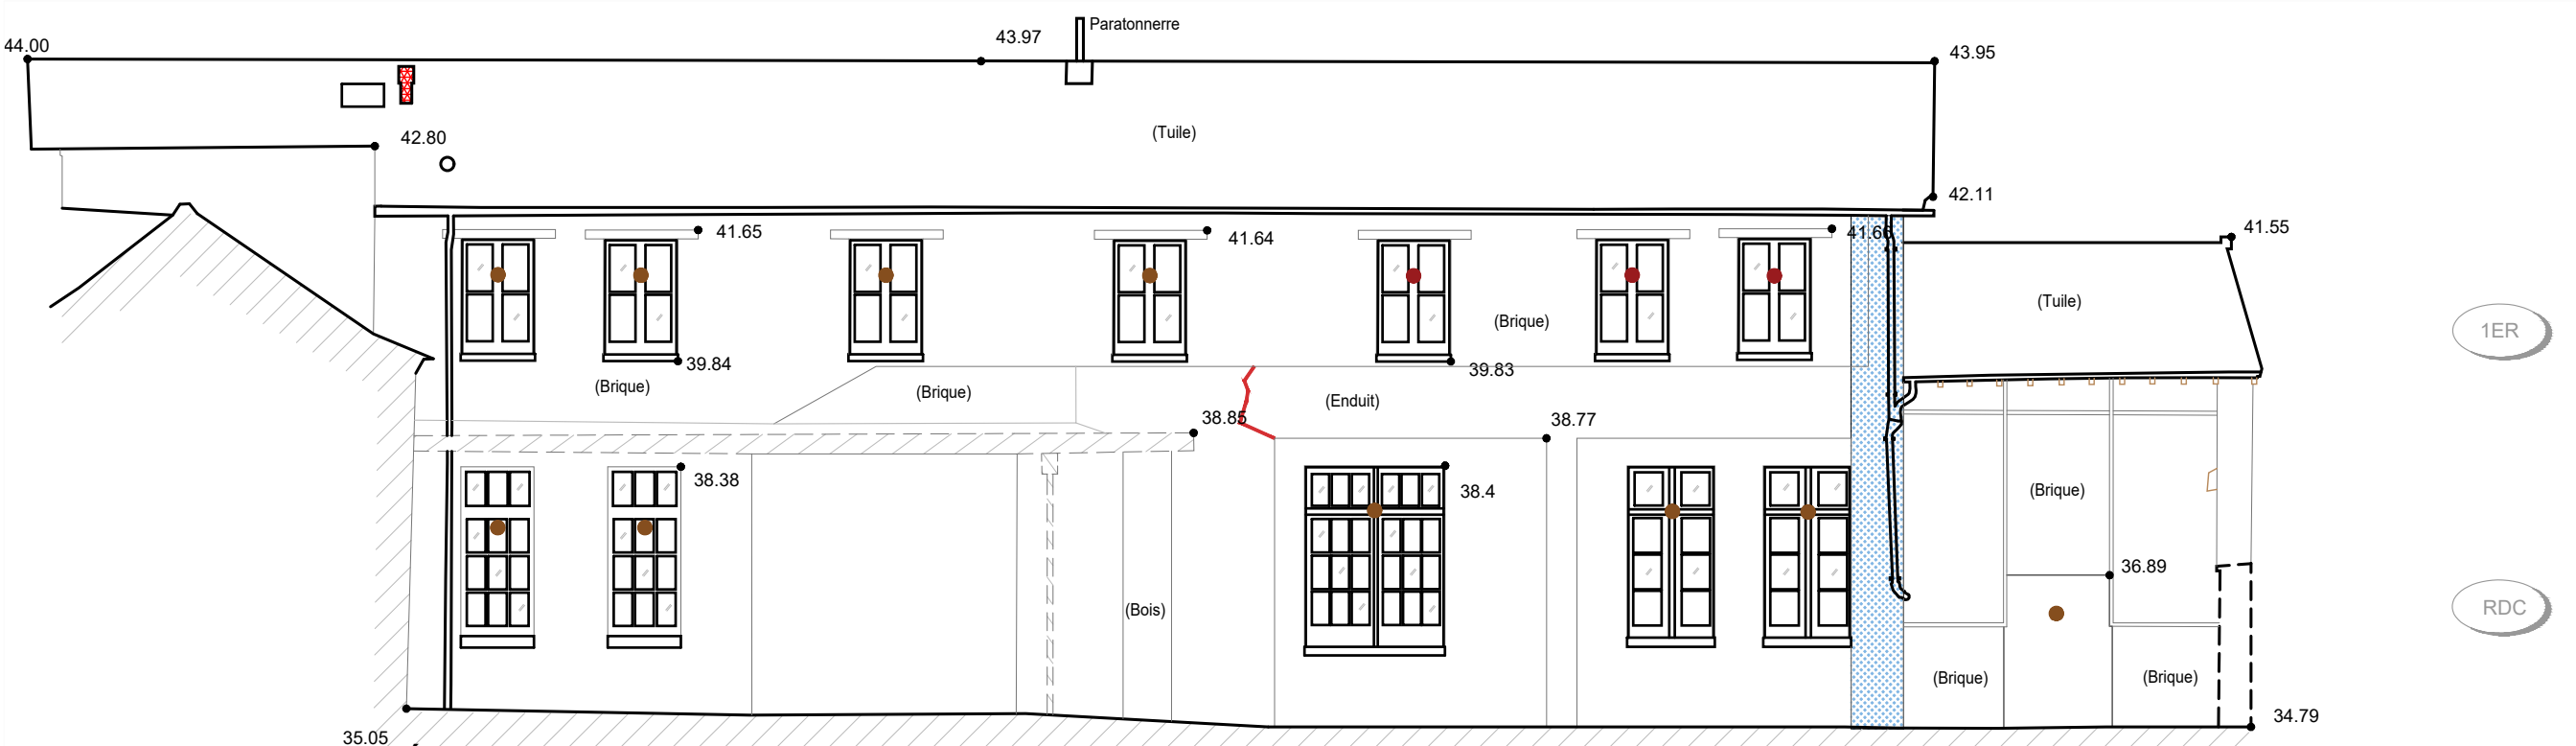 Paratonnerre
44.00
43.97
43.95
(Tuile)
42.80
42.11
41.65
41.64
41.66
41.55
(Tuile)
(Brique)
1ER
39.84
39.83
(Brique)
(Brique)
(Enduit)
38.85
38.77
38.38
38.4
(Brique)
36.89
(Bois)
RDC
(Brique)
(Brique)
34.79
35.05